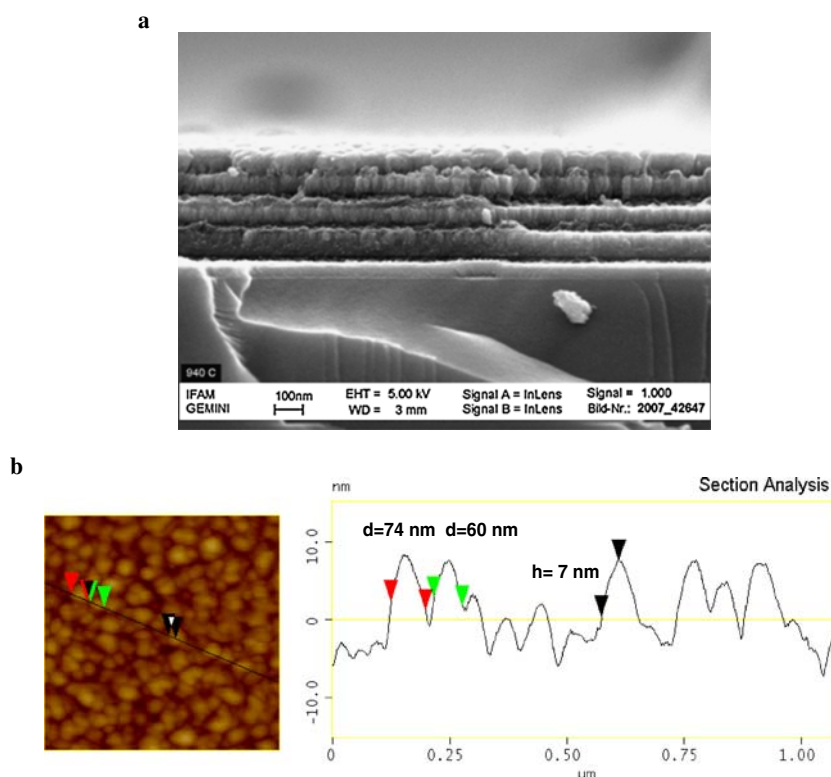 a
940 C
IFAM 100nm EHT = 5.00 kV Signal A = InLens Signal = 1.000
GEMINI WD = 3 mm Signal B = InLens Bild-Nr.: 2007_42647
b
nm Section Analysis
d=74 nm d=60 nm
h= 7 nm
10.0
0
-10.0
0 0.25 0.50 0.75 1.00
µm